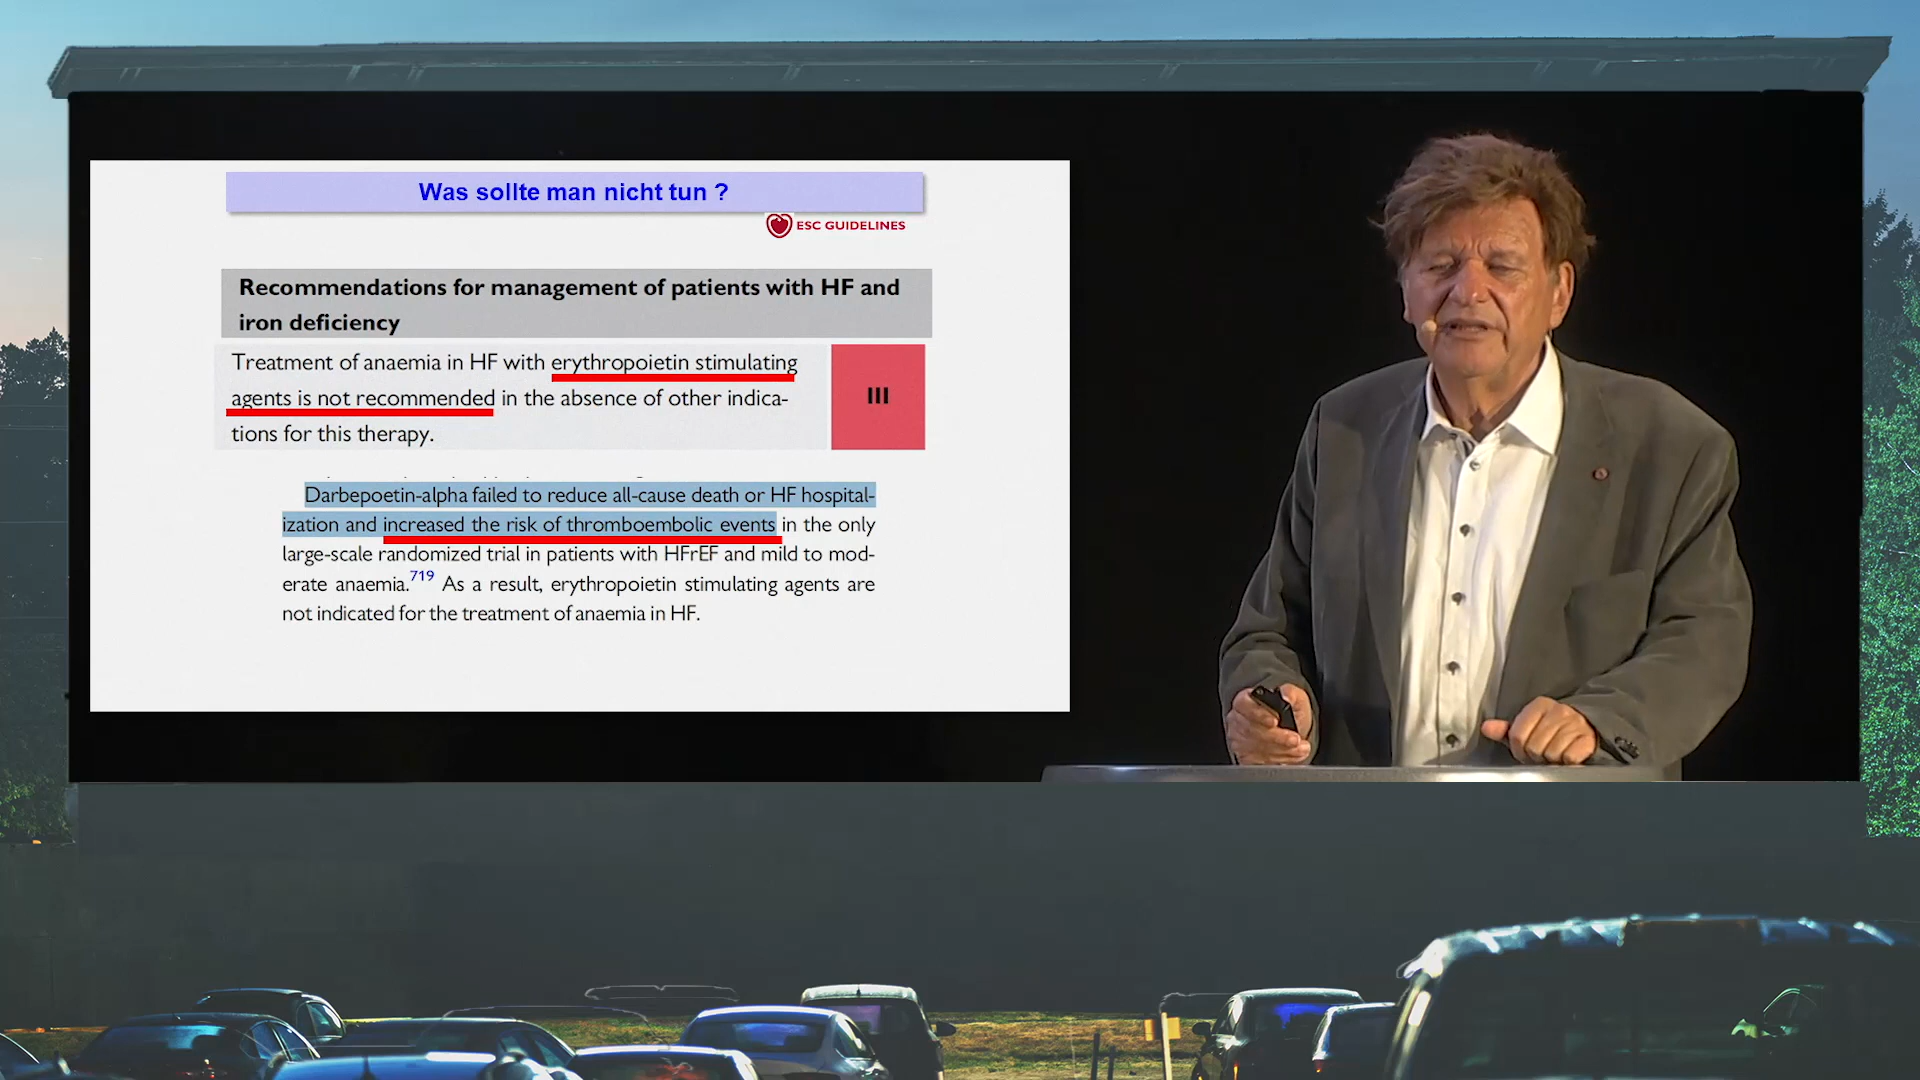 Was sollte man nicht tun ?
ESC GUIDELINES
Recommendations for management of patients with HF and
iron deficiency
Treatment of anaemia in HF with erythropoietin stimulating
agents is not recommended in the absence of other indica-
tions for this therapy.
III
Darbepoetin-alpha failed to reduce all-cause death or HF hospital-
ization and increased the risk of thromboembolic events in the only
large-scale randomized trial in patients with HFrEF and mild to mod-
erate anaemia.719 As a result, erythropoietin stimulating agents are
not indicated for the treatment of anaemia in HF.